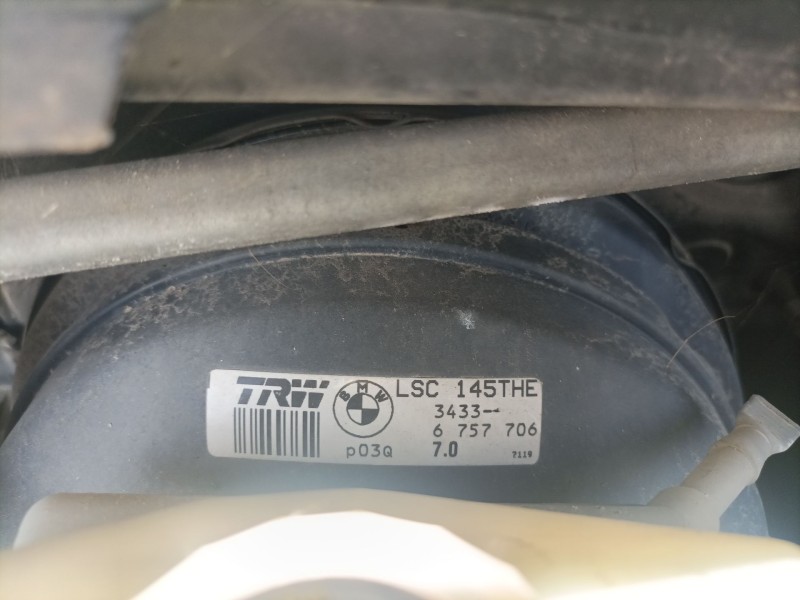 TRW BMW LSC 145THE
3433-
6 757 706
p03Q 7.0 7119